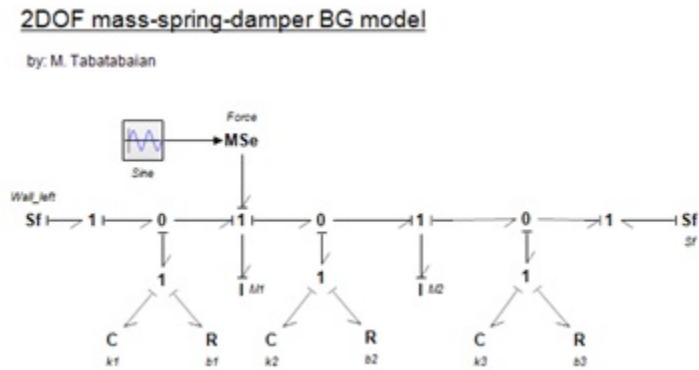 2DOF mass-spring-damper BG model
by: M. Tabatabaian
Force
MSe
Sine
Wall_left
Sf 1 0 1 0 1 0 1 Sf
Sf
1 I M1 1 I M2 1
C R C R C R
k1 b1 k2 b2 k3 b3